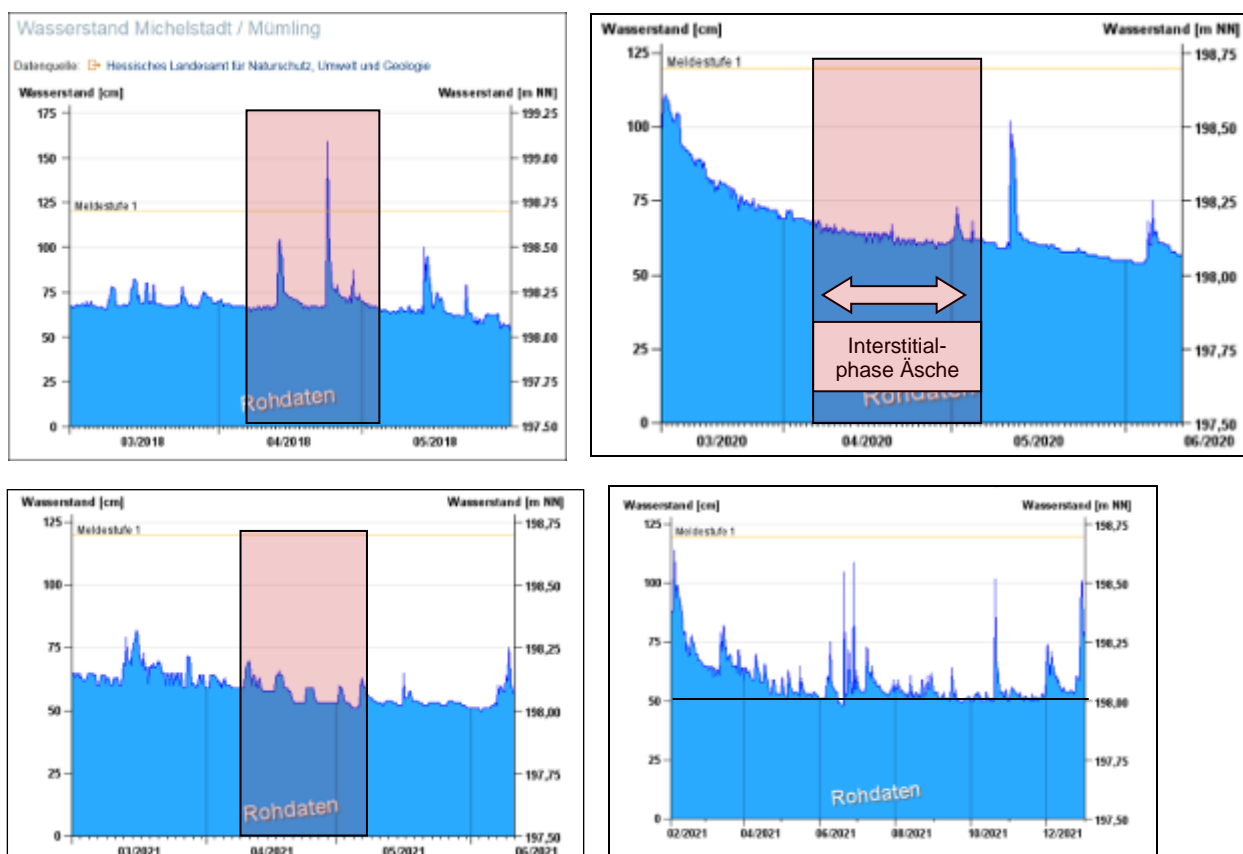 Wasserstand Michelstadt / Mümling
Datenquelle: Hessisches Landesamt für Naturschutz, Umwelt und Geologie
Wasserstand [cm] Wasserstand [m NN]
175 199.25
150 199.00
125 198.75
Meldestufe 1
100 198.50
75 198.25
50 198.00
25 197.75
Rohdaten
0 197.50
03/2018 04/2018 05/2018
Wasserstand [cm] Wasserstand [m NN]
125 198,75
Meldestufe 1
100 198,50
75 198,25
50 198,00
Interstitial-
phase Äsche
25 197,75
Rohdaten
0 197,50
03/2020 04/2020 05/2020 06/2020
Wasserstand [cm] Wasserstand [m NN]
125 198,75
Meldestufe 1
100 198,50
75 198,25
50 198,00
25 197,75
Rohdaten
0 197,50
03/2021 04/2021 05/2021 06/2021
Wasserstand [cm] Wasserstand [m NN]
125 198,75
Meldestufe 1
100 198,50
75 198,25
50 198,00
25 197,75
Rohdaten
0 197,50
02/2021 04/2021 06/2021 08/2021 10/2021 12/2021